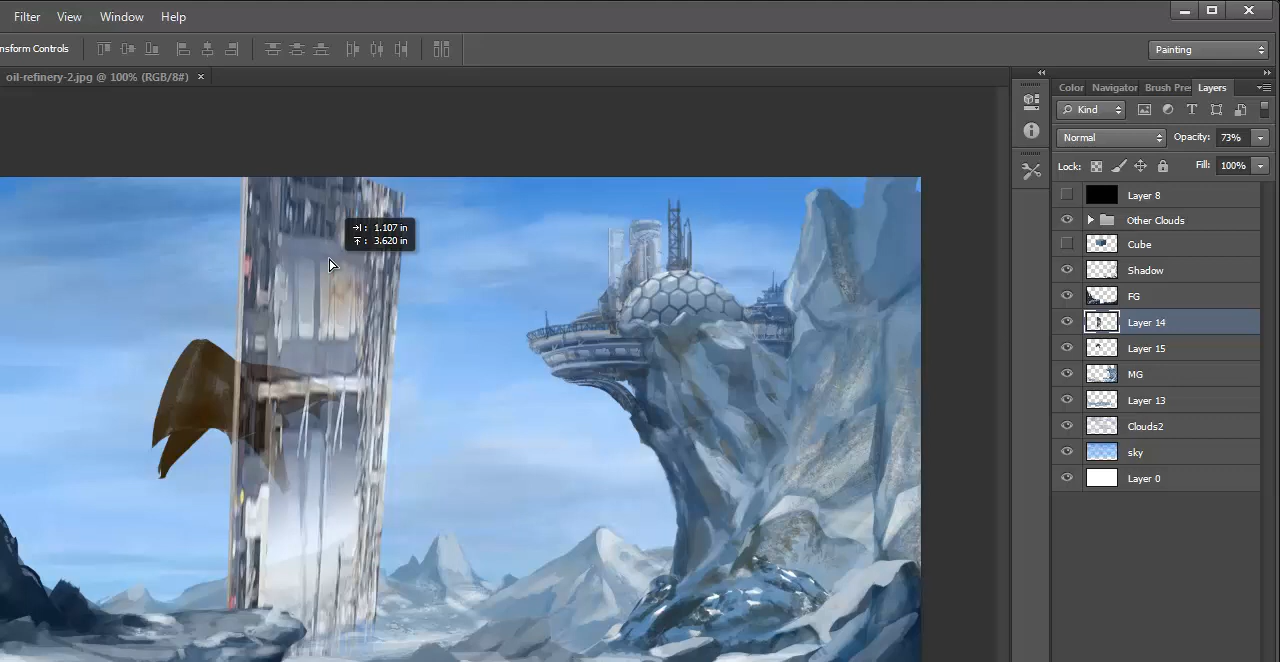 Filter View Window Help
nsform Controls
Painting
oil-refinery-2.jpg @ 100% (RGB/8#) ×
Color Navigator Brush Pre Layers
Kind
Normal Opacity: 73%
Lock: Fill: 100%
Layer 8
Other Clouds
Cube
Shadow
FG
Layer 14
Layer 15
MG
Layer 13
Clouds2
sky
Layer 0
→I : 1.107 in
: 3.620 in